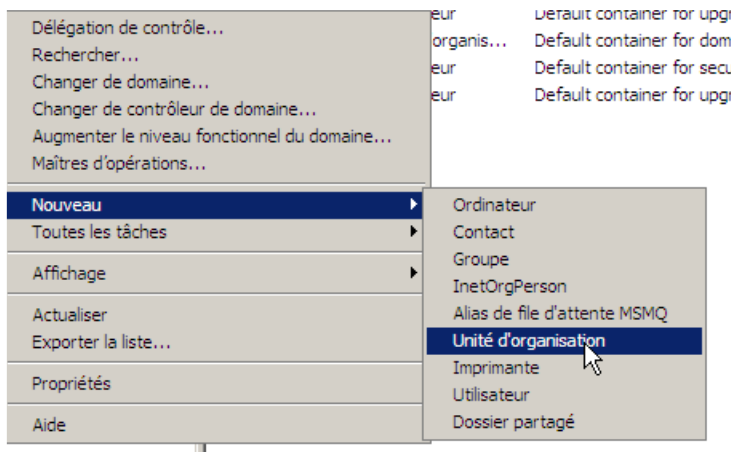 Délégation de contrôle...
Rechercher...
Changer de domaine...
Changer de contrôleur de domaine...
Augmenter le niveau fonctionnel du domaine...
Maîtres d'opérations...
Nouveau
Toutes les tâches
Affichage
Actualiser
Exporter la liste...
Propriétés
Aide
eur Default container for upgr
organis... Default container for dom
eur Default container for secu
eur Default container for upgr
Ordinateur
Contact
Groupe
InetOrgPerson
Alias de file d'attente MSMQ
Unité d'organisation
Imprimante
Utilisateur
Dossier partagé